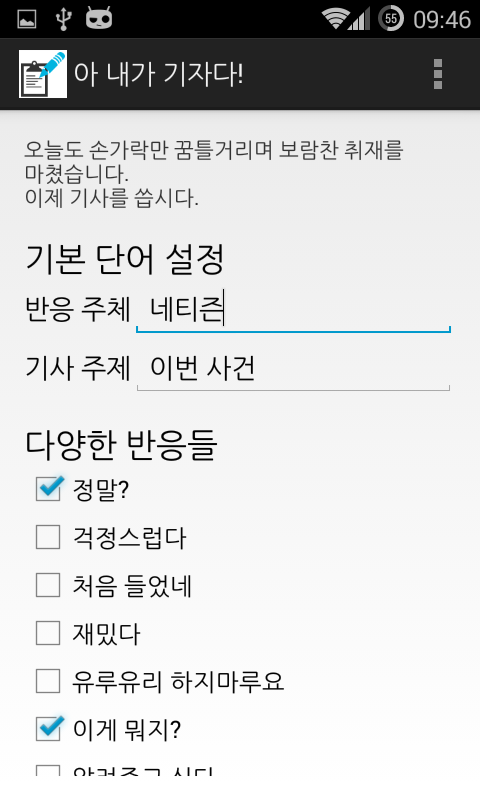 55 09:46
아 내가 기자다!
오늘도 손가락만 꿈틀거리며 보람찬 취재를
마쳤습니다.
이제 기사를 씁시다.
기본 단어 설정
반응 주체 네티즌
기사 주제 이번 사건
다양한 반응들
정말?
걱정스럽다
처음 들었네
재밌다
유루유리 하지마루요
이게 뭐지?